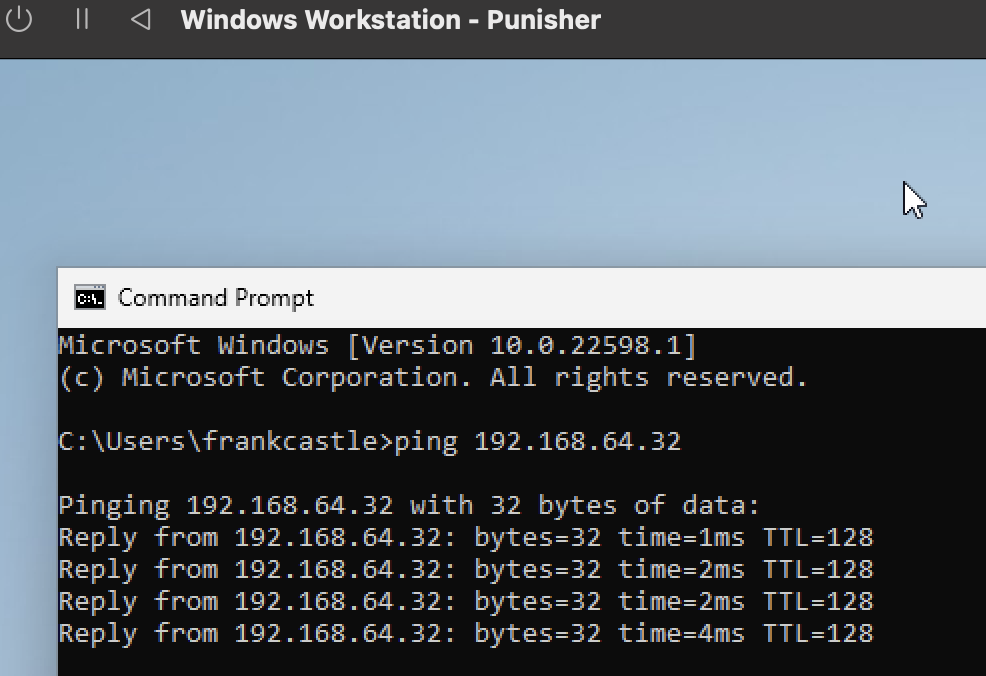 Windows Workstation - Punisher
C:\.
Command Prompt
Microsoft Windows [Version 10.0.22598.1]
(c) Microsoft Corporation. All rights reserved.
C:\Users\frankcastle>ping 192.168.64.32
Pinging 192.168.64.32 with 32 bytes of data:
Reply from 192.168.64.32: bytes=32 time=1ms TTL=128
Reply from 192.168.64.32: bytes=32 time=2ms TTL=128
Reply from 192.168.64.32: bytes=32 time=2ms TTL=128
Reply from 192.168.64.32: bytes=32 time=4ms TTL=128